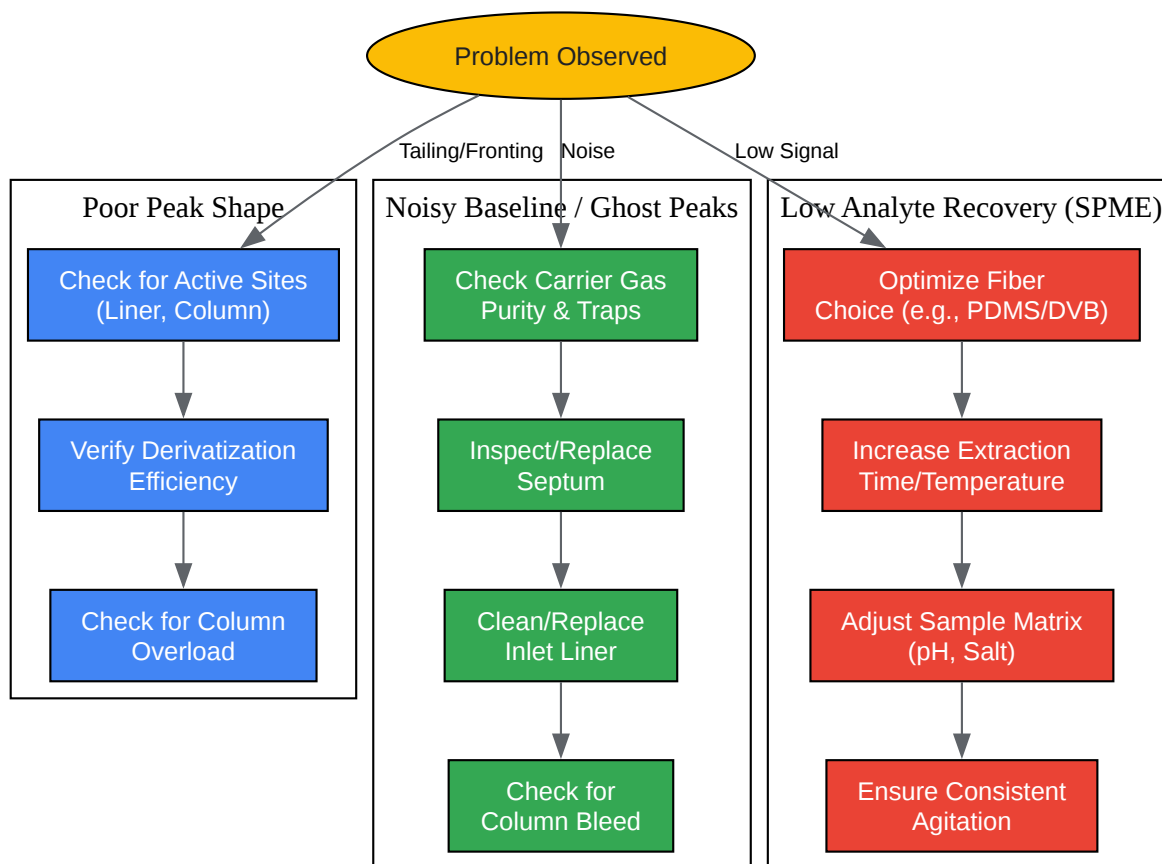 Problem Observed
Tailing/Fronting
Noise
Low Signal
Poor Peak Shape
Check for Active Sites
(Liner, Column)
Verify Derivatization
Efficiency
Check for Column
Overload
Noisy Baseline / Ghost Peaks
Check Carrier Gas
Purity & Traps
Inspect/Replace
Septum
Clean/Replace
Inlet Liner
Check for
Column Bleed
Low Analyte Recovery (SPME)
Optimize Fiber
Choice (e.g., PDMS/DVB)
Increase Extraction
Time/Temperature
Adjust Sample Matrix
(pH, Salt)
Ensure Consistent
Agitation